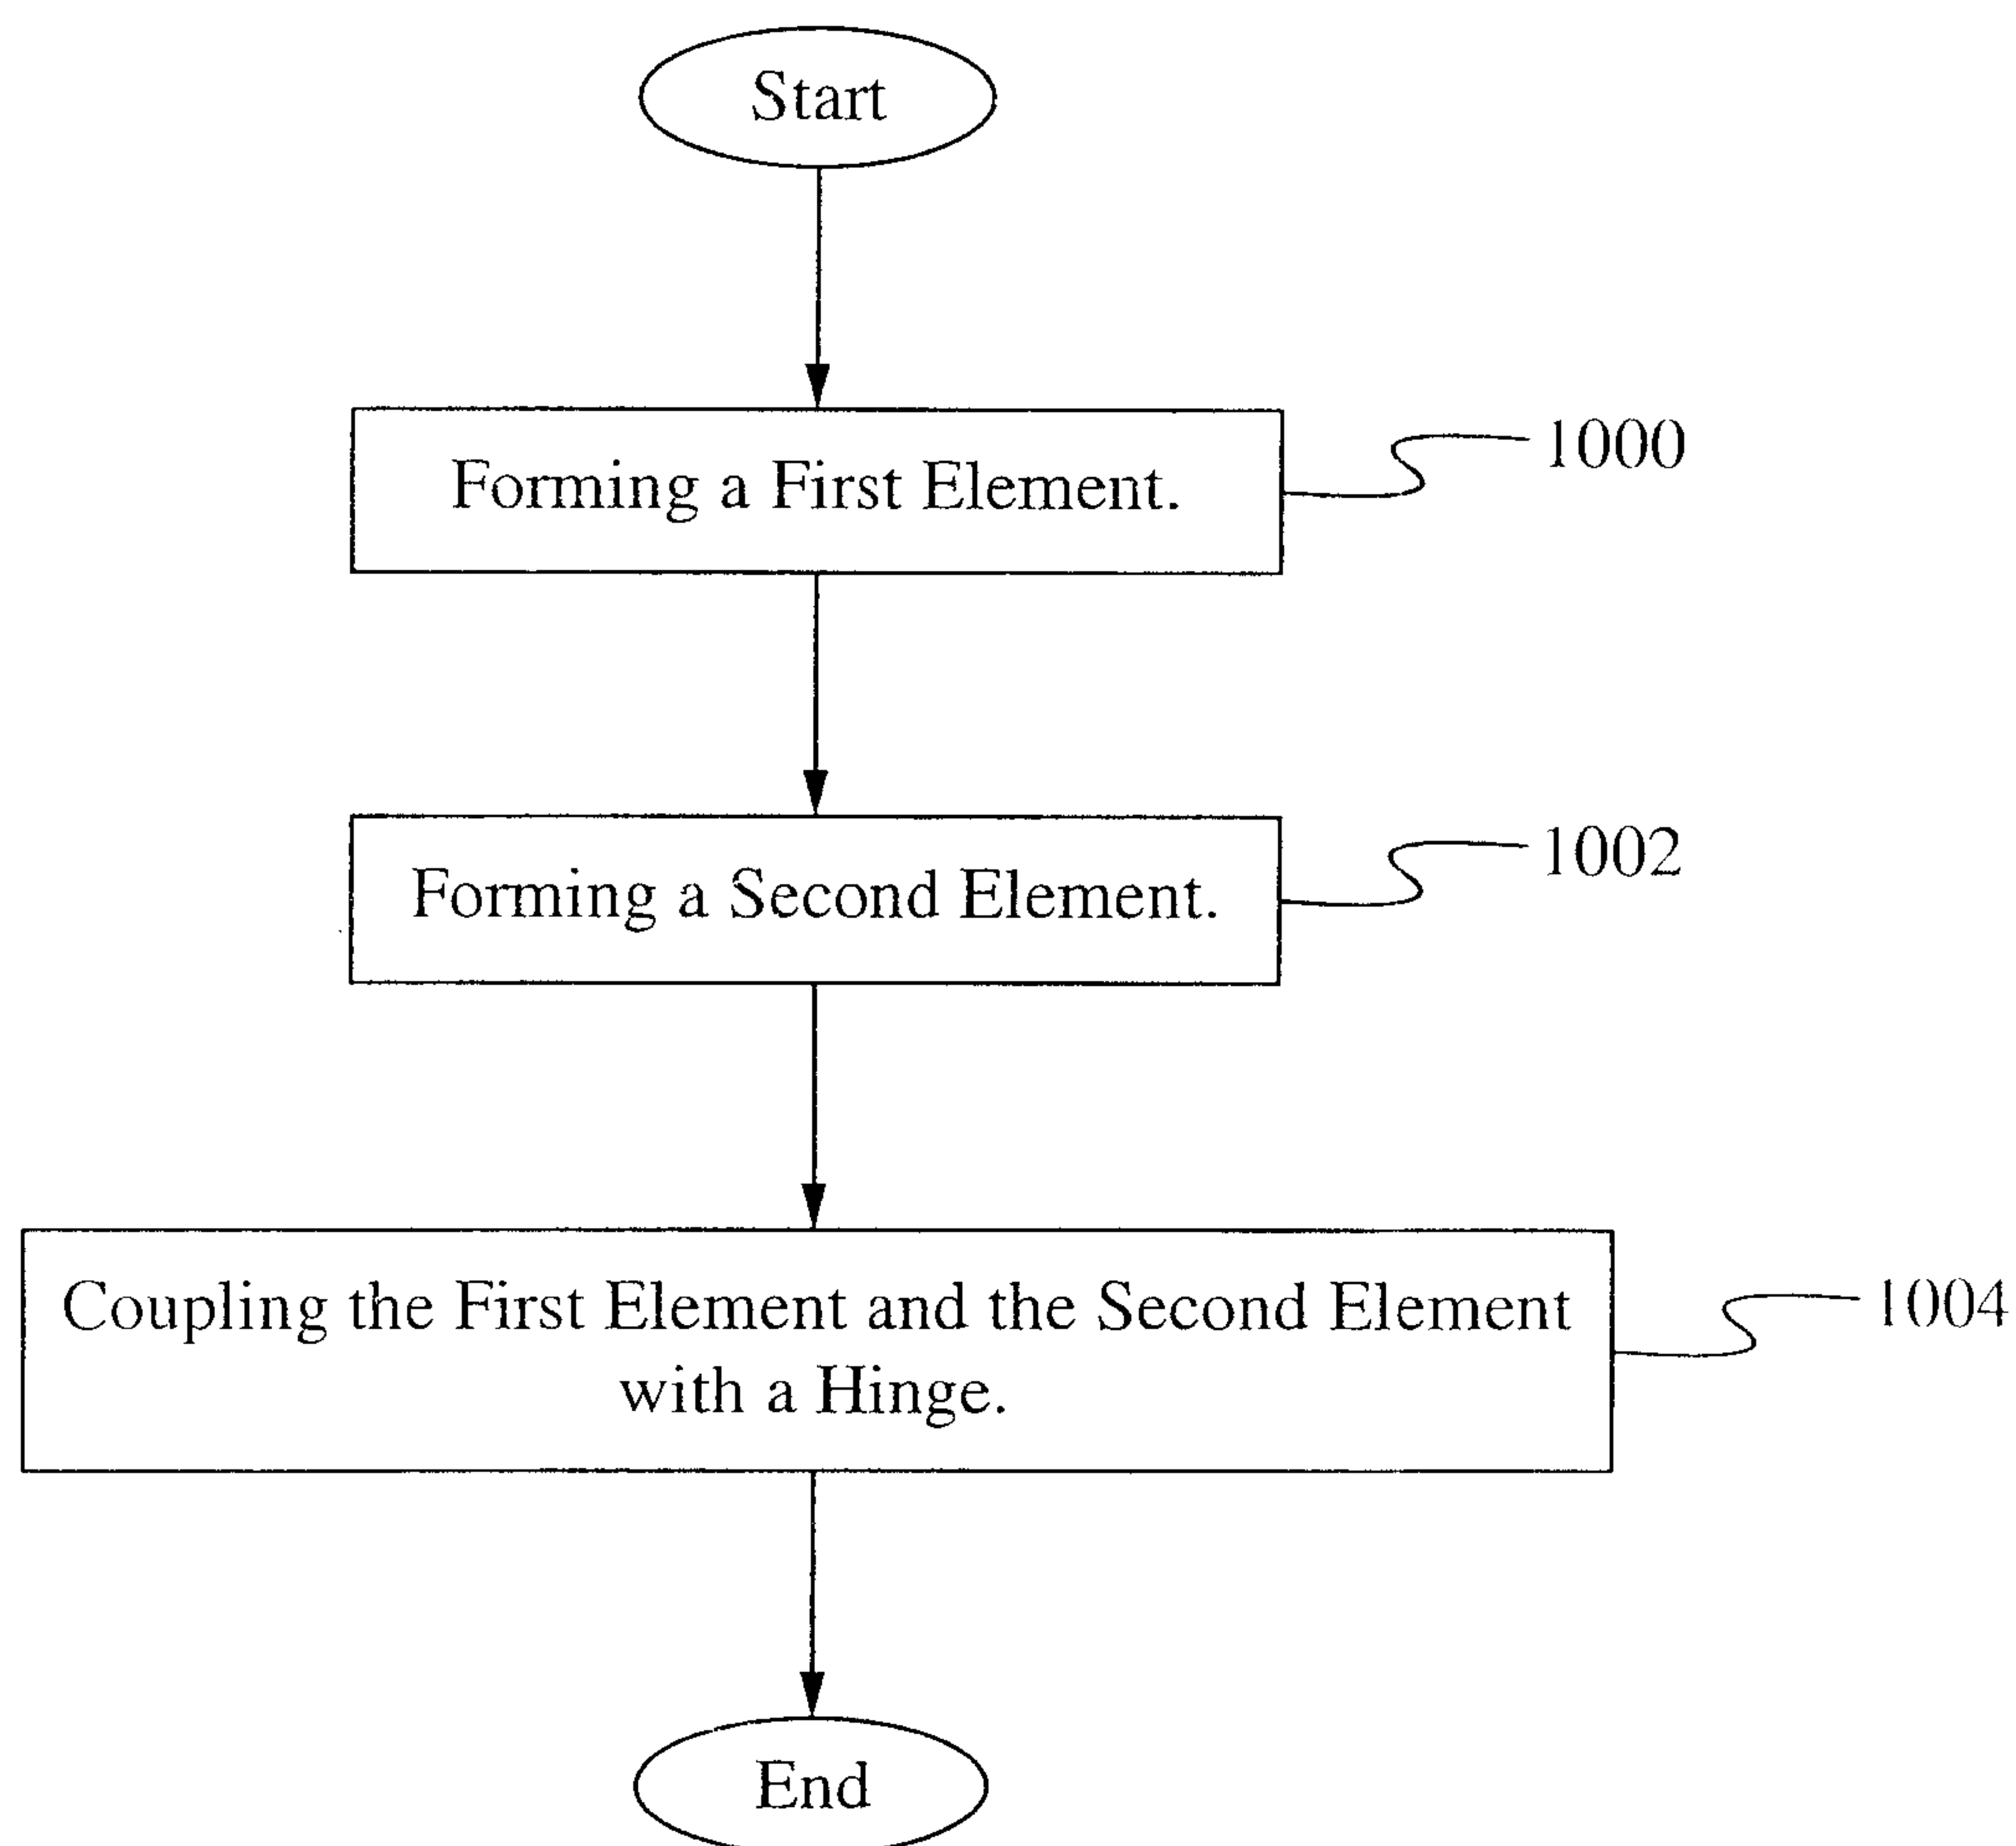 Start
Forming a First Element.
1000
Forming a Second Element.
1002
Coupling the First Element and the Second Element
with a Hinge.
1004
End